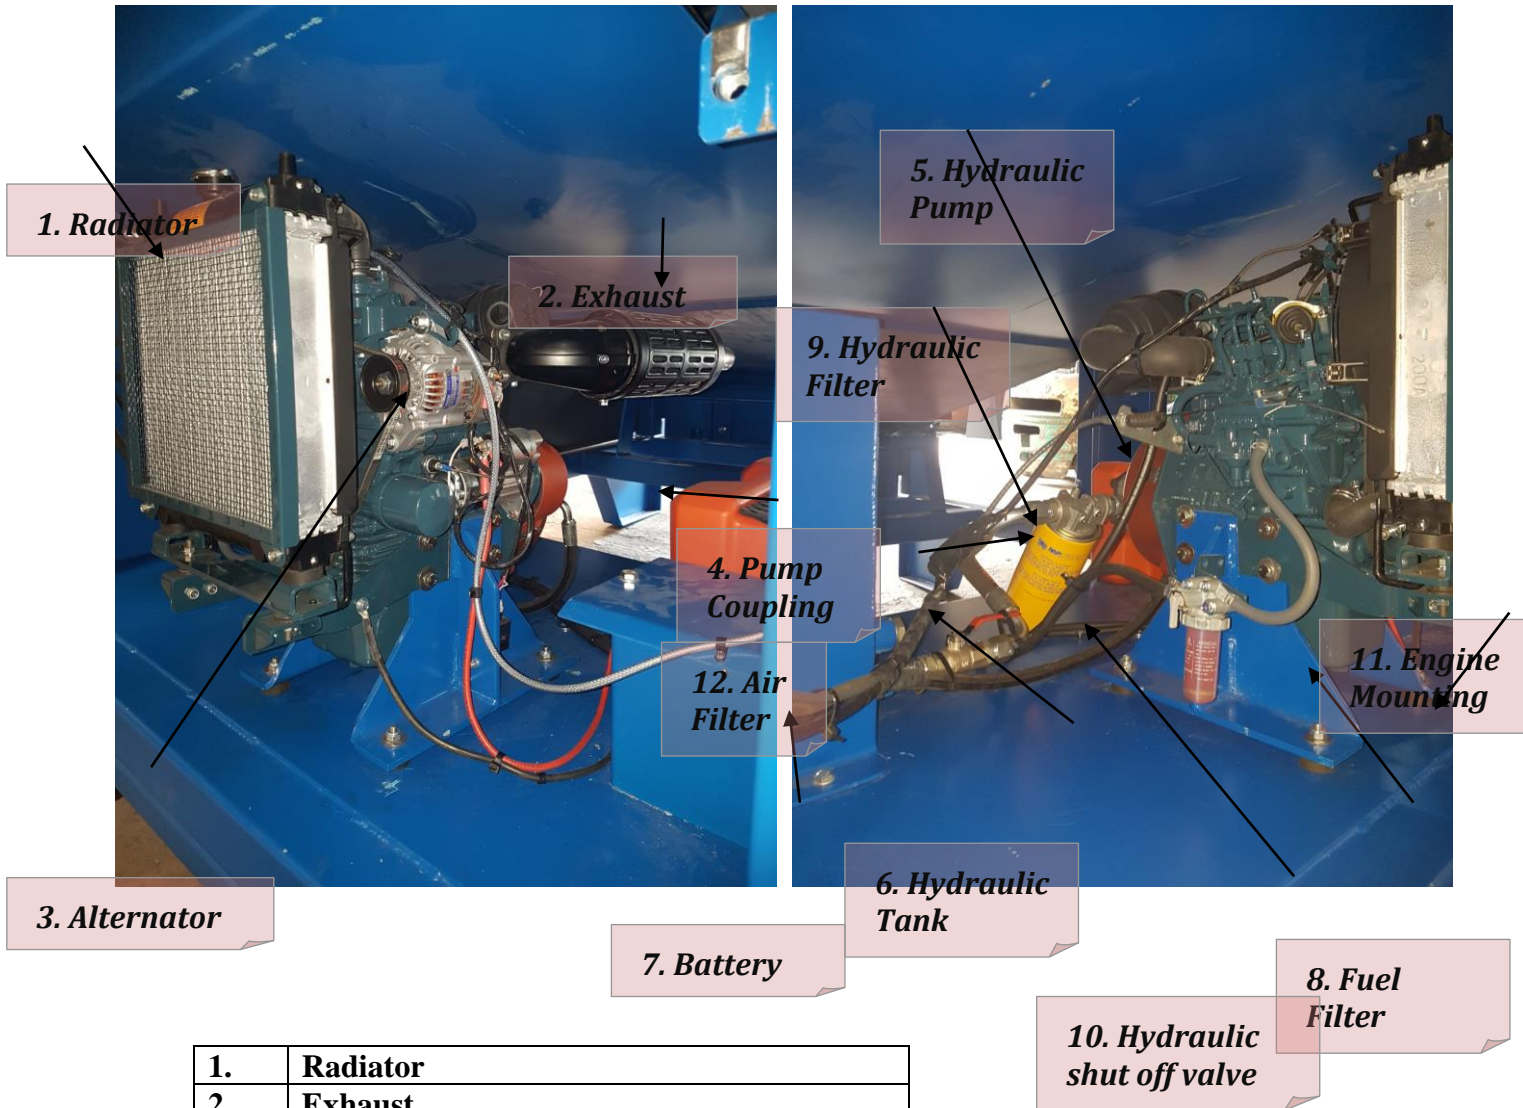 5. Hydraulic
Pump
1. Radiator
2. Exhaust
9. Hydraulic
Filter
4. Pump
Coupling
12. Air
Filter
11. Engine
Mounting
3. Alternator
6. Hydraulic
Tank
7. Battery
8. Fuel
Filter
10. Hydraulic
shut off valve
1. Radiator
2. Exhaust